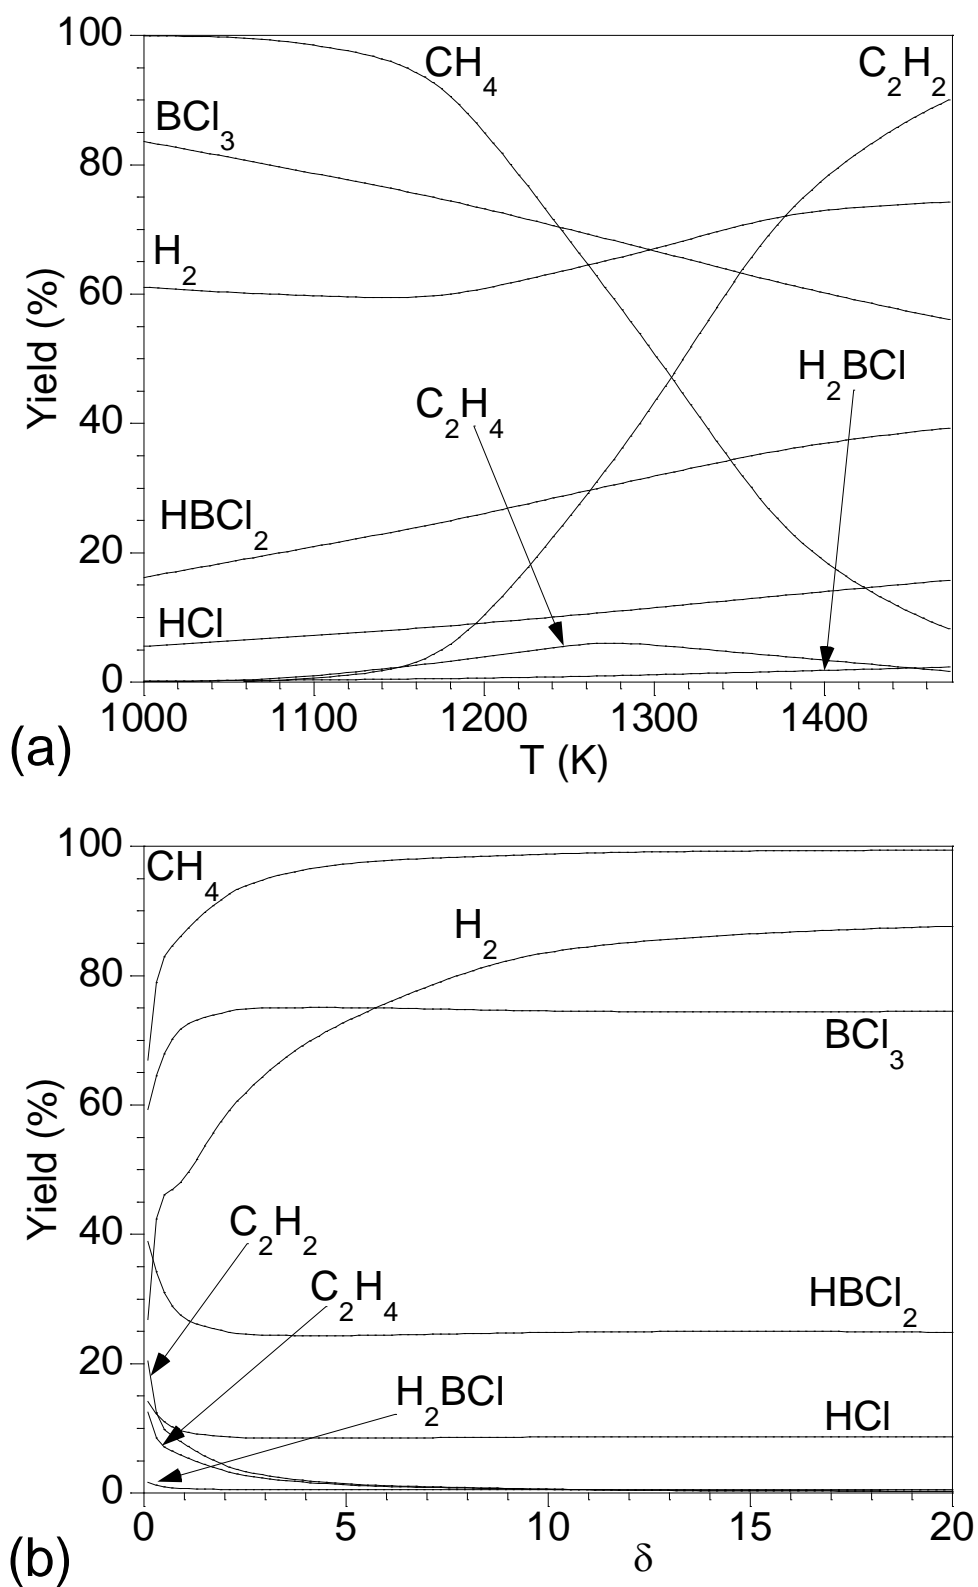 100
CH4
C2H2
BCl3
80
H2
60
Yield (%)
H2BCl
C2H4
40
HBCl2
20
HCl
0
1000 1100 1200 1300 1400
(a)
T (K)
100
CH4
H2
80
BCl3
60
Yield (%)
40
C2H2
C2H4
HBCl2
20
H2BCl
HCl
0
0 5 10 15 20
(b)
δ